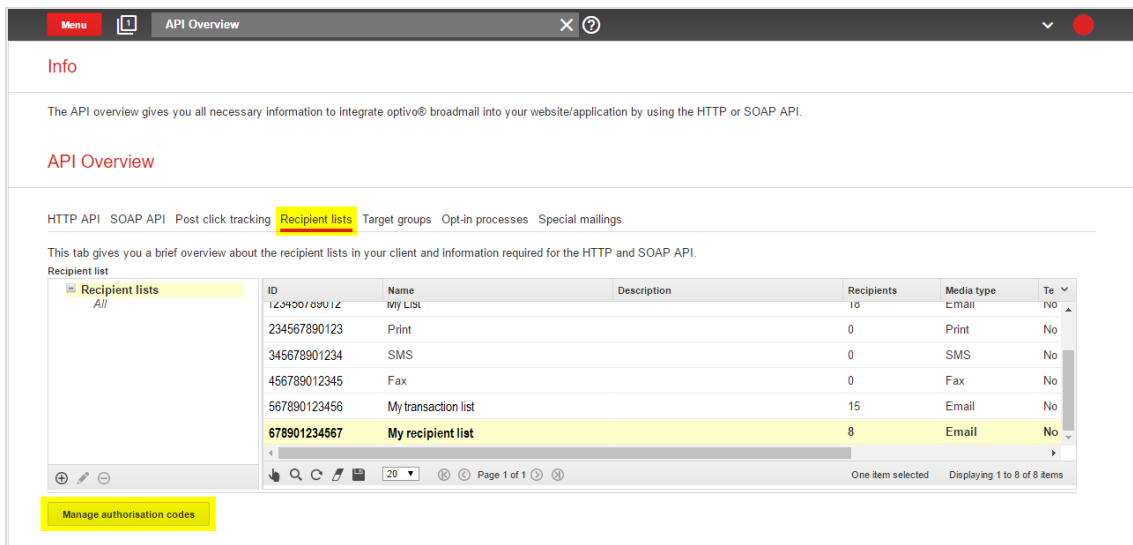 Menu 1 API Overview
Info
The API overview gives you all necessary information to integrate optivo® broadmail into your website/application by using the HTTP or SOAP API.
API Overview
HTTP API SOAP API Post click tracking Recipient lists Target groups Opt-in processes Special mailings
This tab gives you a brief overview about the recipient lists in your client and information required for the HTTP and SOAP API.
Recipient list
Recipient lists
All
ID Name Description Recipients Media type Te
123456789012 My List 18 Email No
234567890123 Print 0 Print No
345678901234 SMS 0 SMS No
456789012345 Fax 0 Fax No
567890123456 My transaction list 15 Email No
678901234567 My recipient list 8 Email No
20 Page 1 of 1 One item selected Displaying 1 to 8 of 8 items
Manage authorisation codes